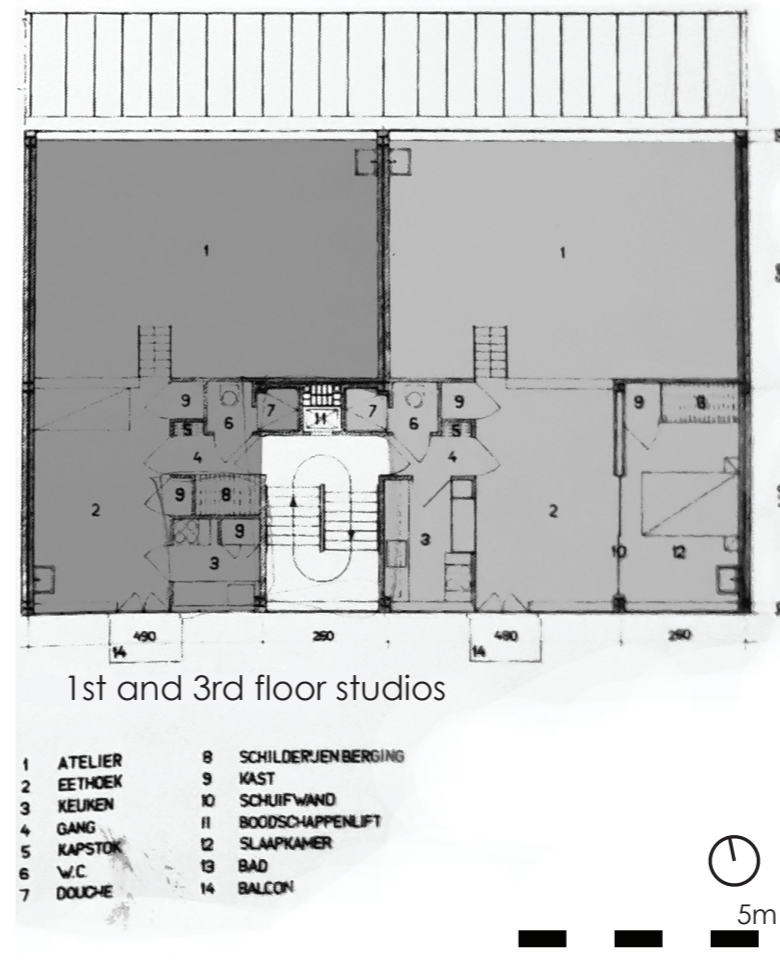 1
1
9
5
6
7
11
7
6
9
5
9
8
4
4
9
8
9
3
2
3
2
10
12
490
260
480
260
14
14
1st and 3rd floor studios
1 ATELIER
2 EETHOEK
3 KEUKEN
4 GANG
5 KAPSTOK
6 W.C.
7 DOUCHE
8 SCHILDERIJENBERGING
9 KAST
10 SCHUIFWAND
11 BOODSCHAPPENLIFT
12 SLAAPKAMER
13 BAD
14 BALCON
5m